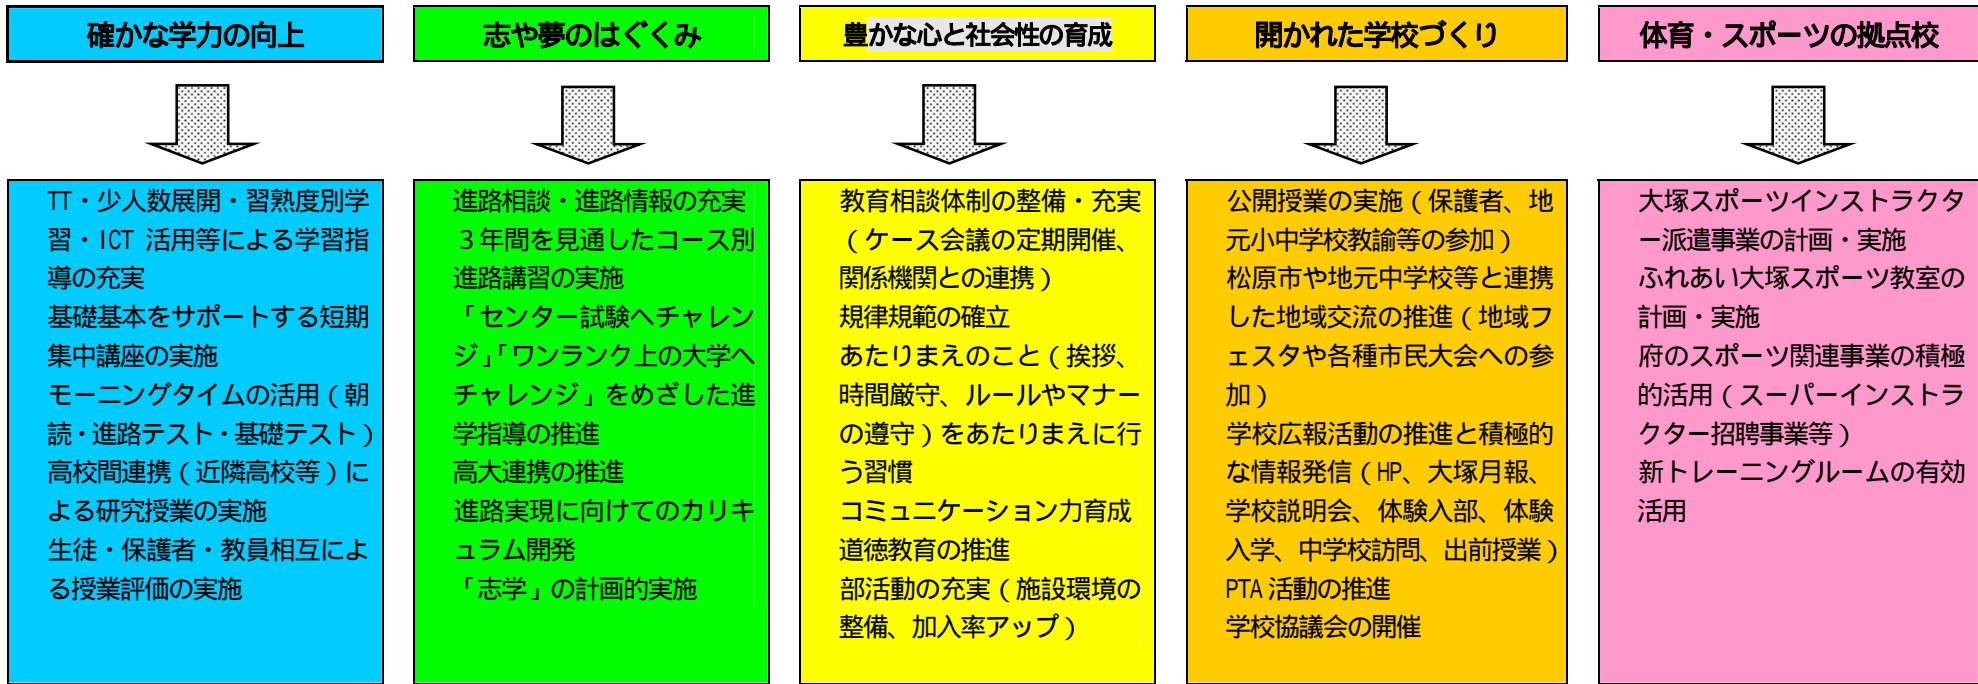 確かな学力の向上
TT・少人数展開・習熟度別学
習・ICT 活用等による学習指
導の充実
基礎基本をサポートする短期
集中講座の実施
モーニングタイムの活用（朝
読・進路テスト・基礎テスト）
高校間連携（近隣高校等）に
よる研究授業の実施
生徒・保護者・教員相互によ
る授業評価の実施
志や夢のはぐくみ
進路相談・進路情報の充実
３年間を見通したコース別
進路講習の実施
「センター試験へチャレン
ジ」「ワンランク上の大学へ
チャレンジ」をめざした進
学指導の推進
高大連携の推進
進路実現に向けてのカリキ
ュラム開発
「志学」の計画的実施
豊かな心と社会性の育成
教育相談体制の整備・充実
（ケース会議の定期開催、
関係機関との連携）
規律規範の確立
あたりまえのこと（挨拶、
時間厳守、ルールやマナー
の遵守）をあたりまえに行
う習慣
コミュニケーション力育成
道徳教育の推進
部活動の充実（施設環境の
整備、加入率アップ）
開かれた学校づくり
公開授業の実施（保護者、地
元小中学校教諭等の参加）
松原市や地元中学校等と連携
した地域交流の推進（地域フ
ェスタや各種市民大会への参
加）
学校広報活動の推進と積極的
な情報発信（HP、大塚月報、
学校説明会、体験入部、体験
入学、中学校訪問、出前授業）
PTA 活動の推進
学校協議会の開催
体育・スポーツの拠点校
大塚スポーツインストラクタ
ー派遣事業の計画・実施
ふれあい大塚スポーツ教室の
計画・実施
府のスポーツ関連事業の積極
的活用（スーパーインストラ
クター招聘事業等）
新トレーニングルームの有効
活用